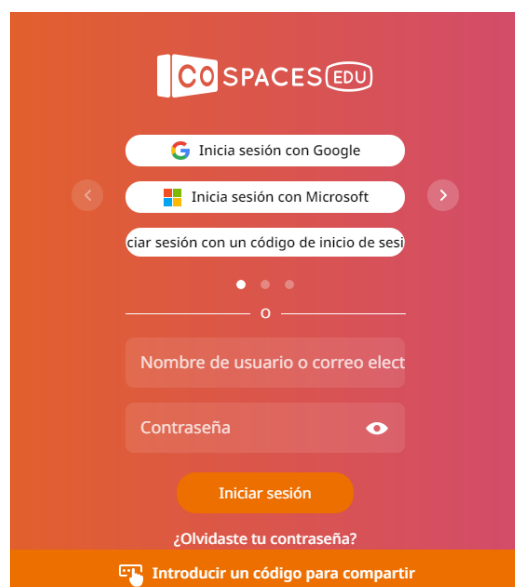 CO SPACES EDU
Inicia sesión con Google
Inicia sesión con Microsoft
ciar sesión con un código de inicio de sesi
O
Nombre de usuario o correo elect
Contraseña
Iniciar sesión
¿Olvidaste tu contraseña?
Introducir un código para compartir